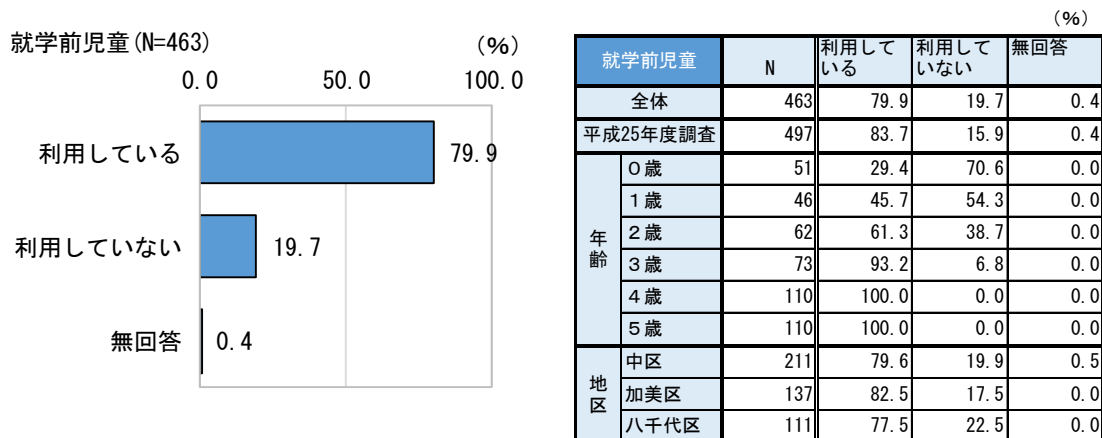 就学前児童(N=463)
(%)
0.0 50.0 100.0
利用している 79.9
利用していない 19.7
無回答 0.4
(%)
就学前児童 N 利用して いる 利用して いない 無回答
全体 463 79.9 19.7 0.4
平成25年度調査 497 83.7 15.9 0.4
年齢
0歳 51 29.4 70.6 0.0
1歳 46 45.7 54.3 0.0
2歳 62 61.3 38.7 0.0
3歳 73 93.2 6.8 0.0
4歳 110 100.0 0.0 0.0
5歳 110 100.0 0.0 0.0
地区
中区 211 79.6 19.9 0.5
加美区 137 82.5 17.5 0.0
八千代区 111 77.5 22.5 0.0